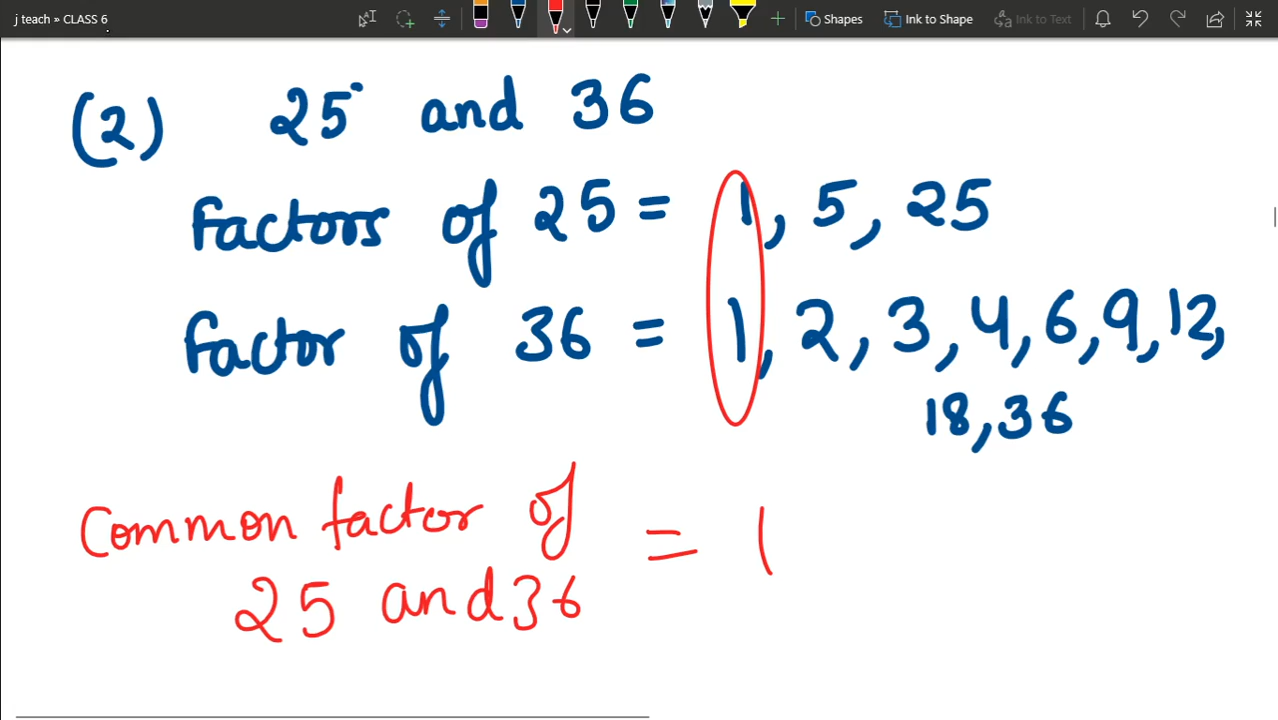 j teach » CLASS 6
Shapes Ink to Shape Ink to Text
(2) 25 and 36
factors of 25 = 1, 5, 25
factor of 36 = 1, 2, 3, 4, 6, 9, 12,
18, 36
Common factor of
25 and 36 = 1